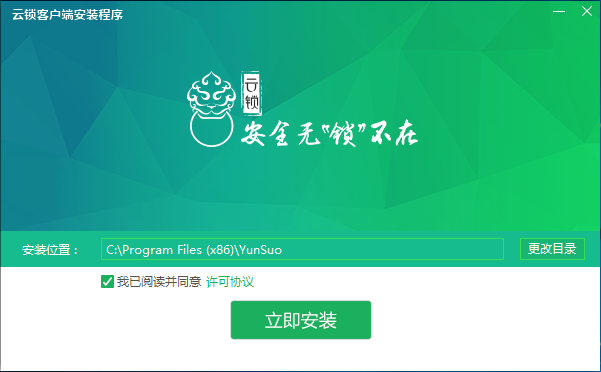 云锁客户端安装程序
云锁
安全无“锁”不在
安装位置： C:\Program Files (x86)\YunSuo 更改目录
我已阅读并同意 许可协议
立即安装